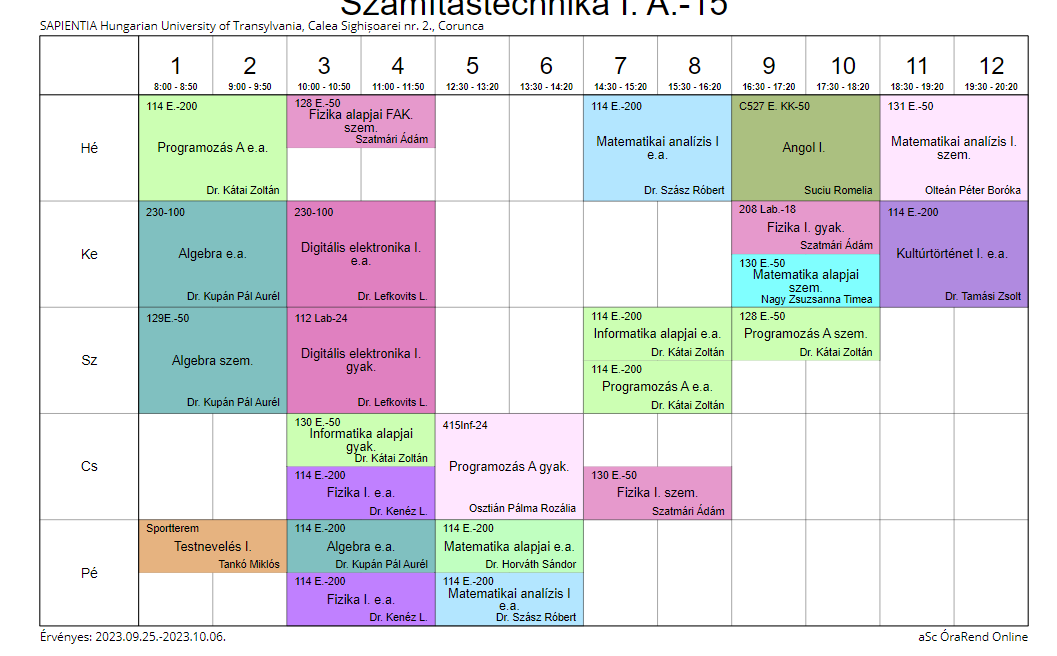 Számítástechnika I. A.-15
SAPIENTIA Hungarian University of Transylvania, Calea Sighișoarei nr. 2., Corunca
1 2 3 4 5 6 7 8 9 10 11 12
8:00 - 8:50 9:00 - 9:50 10:00 - 10:50 11:00 - 11:50 12:30 - 13:20 13:30 - 14:20 14:30 - 15:20 15:30 - 16:20 16:30 - 17:20 17:30 - 18:20 18:30 - 19:20 19:30 - 20:20
Hé
114 E.-200
Programozás A e.a.
Dr. Kátai Zoltán
128 E.-50
Fizika alapjai FAK.
szem.
Szatmári Ádám
114 E.-200
Matematikai analízis I
e.a.
Dr. Szász Róbert
C527 E. KK-50
Angol I.
Suciu Romelia
131 E.-50
Matematikai analízis I.
szem.
Olteán Péter Boróka
Ke
230-100
Algebra e.a.
Dr. Kupán Pál Aurél
230-100
Digitális elektronika I.
e.a.
Dr. Lefkovits L.
208 Lab.-18
Fizika I. gyak.
Szatmári Ádám
130 E.-50
Matematika alapjai
szem.
Nagy Zsuzsanna Timea
114 E.-200
Kultúrtörténet I. e.a.
Dr. Tamási Zsolt
Sz
129E.-50
Algebra szem.
Dr. Kupán Pál Aurél
112 Lab-24
Digitális elektronika I.
gyak.
Dr. Lefkovits L.
114 E.-200
Informatika alapjai e.a.
Dr. Kátai Zoltán
114 E.-200
Programozás A e.a.
Dr. Kátai Zoltán
128 E.-50
Programozás A szem.
Dr. Kátai Zoltán
Cs
130 E.-50
Informatika alapjai
gyak.
Dr. Kátai Zoltán
114 E.-200
Fizika I. e.a.
Dr. Kenéz L.
415Inf-24
Programozás A gyak.
Osztián Pálma Rozália
130 E.-50
Fizika I. szem.
Szatmári Ádám
Pé
Sportterem
Testnevelés I.
Tankó Miklós
114 E.-200
Algebra e.a.
Dr. Kupán Pál Aurél
114 E.-200
Fizika I. e.a.
Dr. Kenéz L.
114 E.-200
Matematika alapjai e.a.
Dr. Horváth Sándor
114 E.-200
Matematikai analízis I
e.a.
Dr. Szász Róbert
Érvényes: 2023.09.25.-2023.10.06.
aSc ÓraRend Online